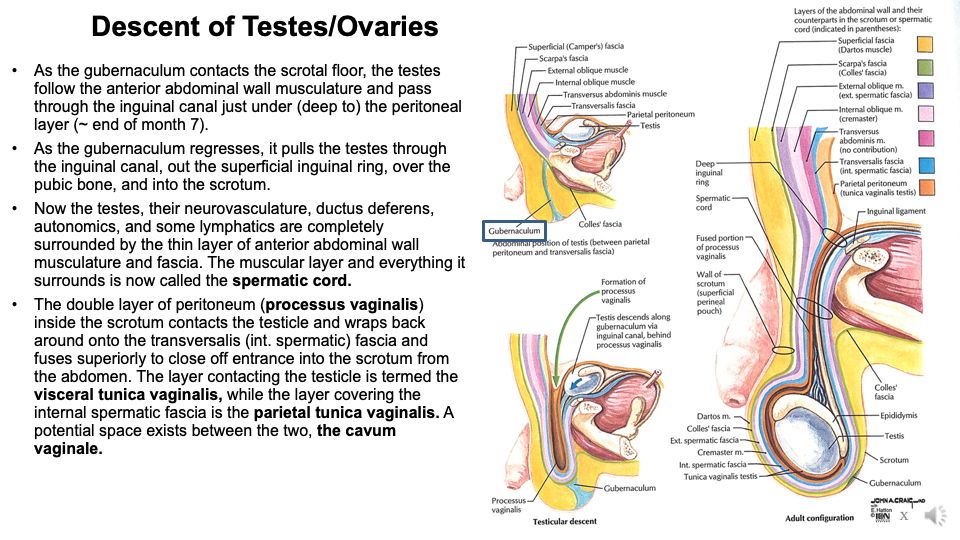 Descent of Testes/Ovaries
• As the gubernaculum contacts the scrotal floor, the testes
follow the anterior abdominal wall musculature and pass
through the inguinal canal just under (deep to) the peritoneal
layer (~ end of month 7).
• As the gubernaculum regresses, it pulls the testes through
the inguinal canal, out the superficial inguinal ring, over the
pubic bone, and into the scrotum.
• Now the testes, their neurovasculature, ductus deferens,
autonomics, and some lymphatics are completely
surrounded by the thin layer of anterior abdominal wall
musculature and fascia. The muscular layer and everything it
surrounds is now called the spermatic cord.
• The double layer of peritoneum (processus vaginalis)
inside the scrotum contacts the testicle and wraps back
around onto the transversalis (int. spermatic) fascia and
fuses superiorly to close off entrance into the scrotum from
the abdomen. The layer contacting the testicle is termed the
visceral tunica vaginalis, while the layer covering the
internal spermatic fascia is the parietal tunica vaginalis. A
potential space exists between the two, the cavum
vaginale.
Superficial (Camper's) fascia
Scarpa's fascia
External oblique muscle
Internal oblique muscle
Transversus abdominis muscle
Transversalis fascia
Parietal peritoneum
Testis
Colles' fascia
Gubernaculum
Abdominal position of testis (between parietal
peritoneum and transversalis fascia)
Formation of
processus
vaginalis
Testis descends along
gubernaculum via
inguinal canal, behind
processus vaginalis
Gubernaculum
Processus
vaginalis
Testicular descent
Layers of the abdominal wall and their
counterparts in the scrotum or spermatic
cord (indicated in parentheses):
Superficial fascia
(Dartos muscle)
Scarpa's fascia
(Colles' fascia)
External oblique m.
(ext. spermatic fascia)
Internal oblique m.
(cremaster)
Transversus
abdominis m.
(no contribution)
Transversalis fascia
(int. spermatic fascia)
Parietal peritoneum
(tunica vaginalis testis)
Deep
inguinal
ring
Spermatic
cord
Inguinal ligament
Fused portion
of processus
vaginalis
Wall of
scrotum
(superficial
perineal
pouch)
Colles'
fascia
Dartos m.
Colles' fascia
Ext. spermatic fascia
Cremaster m.
Int. spermatic fascia
Tunica vaginalis testis
Epididymis
Testis
Scrotum
Gubernaculum
Adult configuration
JOHN A. CRAIG
E. Hatton
X